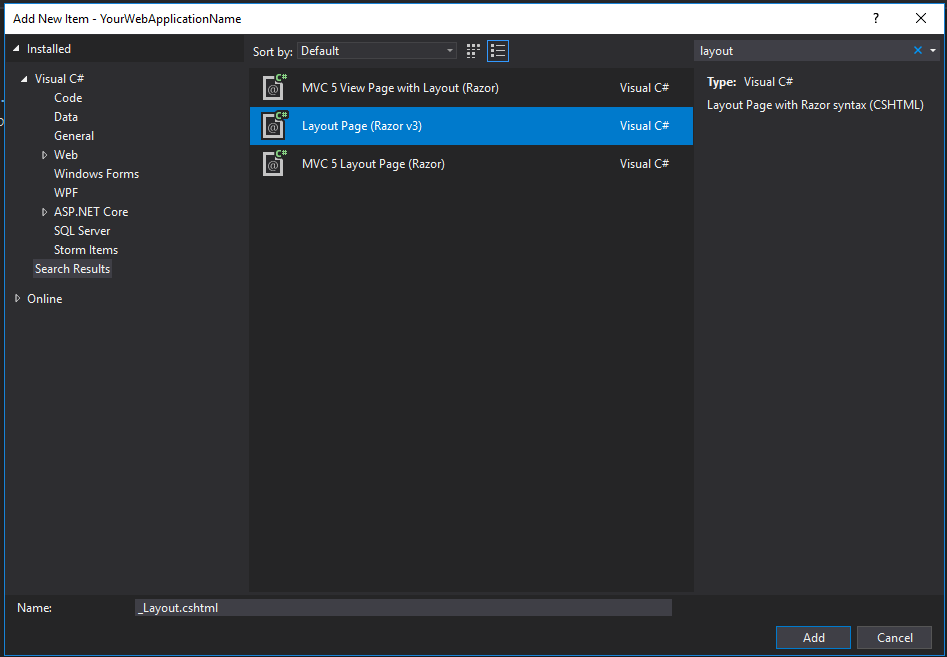 Add New Item - YourWebApplicationName ?
Installed
Sort by: Default
layout
Visual C#
Code
Data
General
Web
Windows Forms
WPF
ASP.NET Core
SQL Server
Storm Items
Search Results
Online
C# @ MVC 5 View Page with Layout (Razor) Visual C#
C# @ Layout Page (Razor v3) Visual C#
C# @ MVC 5 Layout Page (Razor) Visual C#
Type: Visual C#
Layout Page with Razor syntax (CSHTML)
Name: _Layout.cshtml
Add Cancel